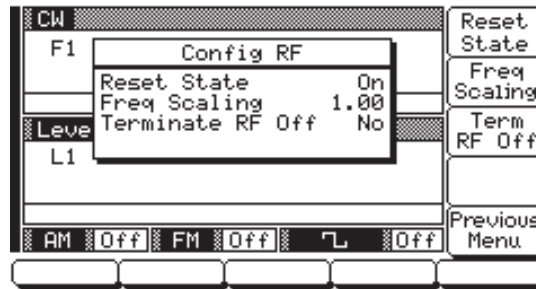 CW
F1
Config RF
Reset State On
Freq Scaling 1.00
Terminate RF Off No
Leve
L1
AM Off FM Off Off
Reset State
Freq Scaling
Term RF Off
Previous Menu